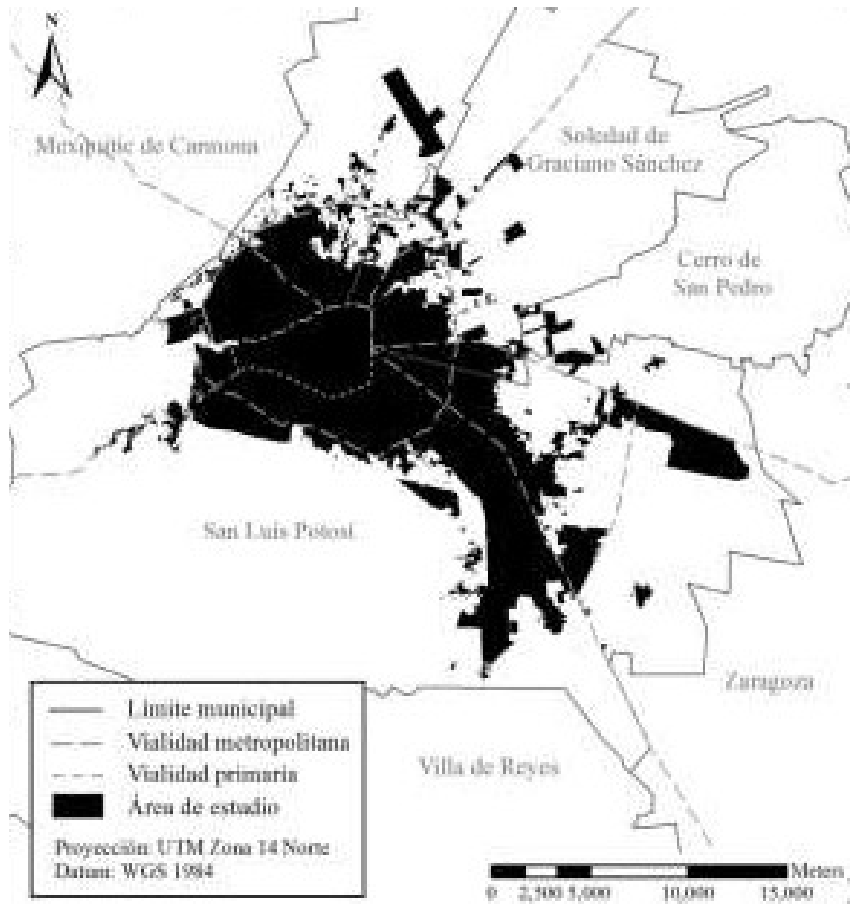 N
Mexquitic de Carmona
Soledad de
Graciano Sánchez
Cerro de
San Pedro
San Luis Potosí
Zaragoza
Villa de Reyes
Límite municipal
Vialidad metropolitana
Vialidad primaria
Área de estudio
Proyección: UTM Zona 14 Norte
Datum: WGS 1984
Meters
0 2,500 5,000 10,000 15,000